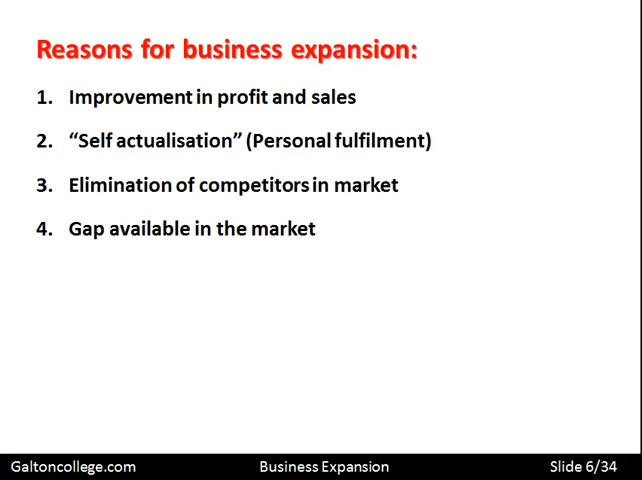 Reasons for business expansion:
1. Improvement in profit and sales
2. “Self actualisation” (Personal fulfilment)
3. Elimination of competitors in market
4. Gap available in the market
Galtoncollege.com Business Expansion Slide 6/34